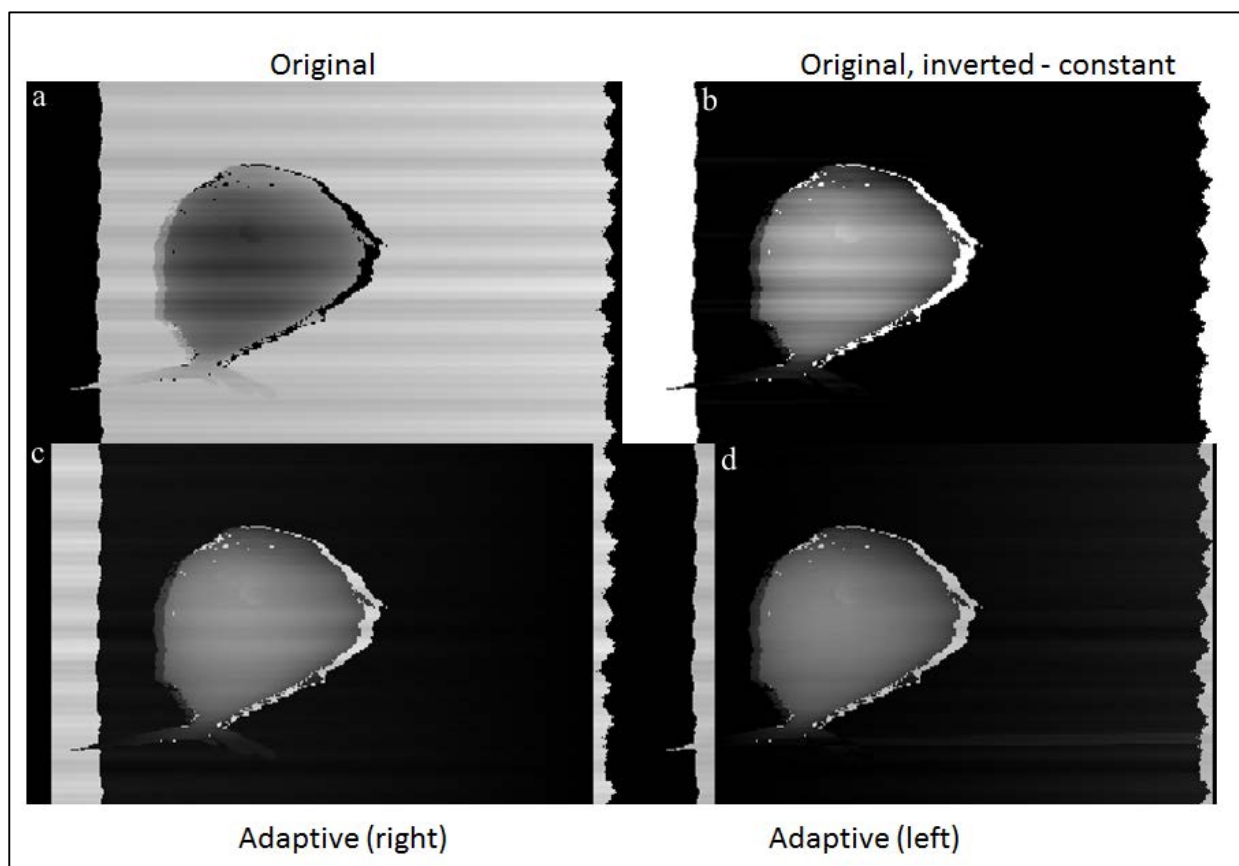 Original
Original, inverted - constant
a
b
c
d
Adaptive (right)
Adaptive (left)